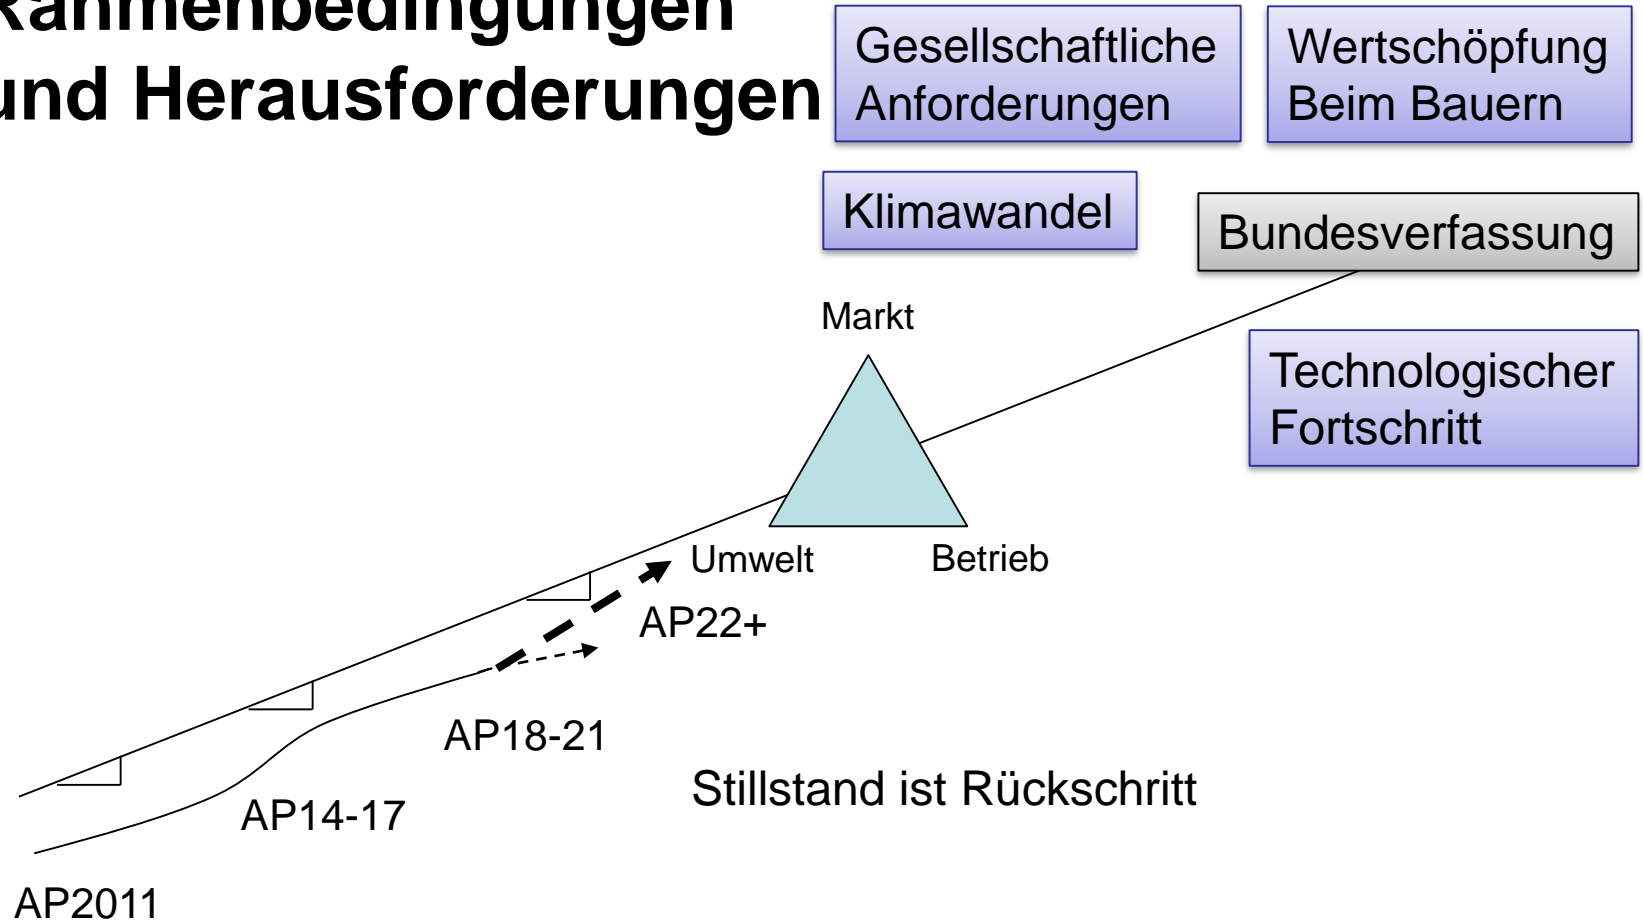 Rahmenbedingungen
und Herausforderungen
Gesellschaftliche
Anforderungen
Wertschöpfung
Beim Bauern
Klimawandel
Bundesverfassung
Markt
Technologischer
Fortschritt
Umwelt
Betrieb
AP22+
AP18-21
Stillstand ist Rückschritt
AP14-17
AP2011